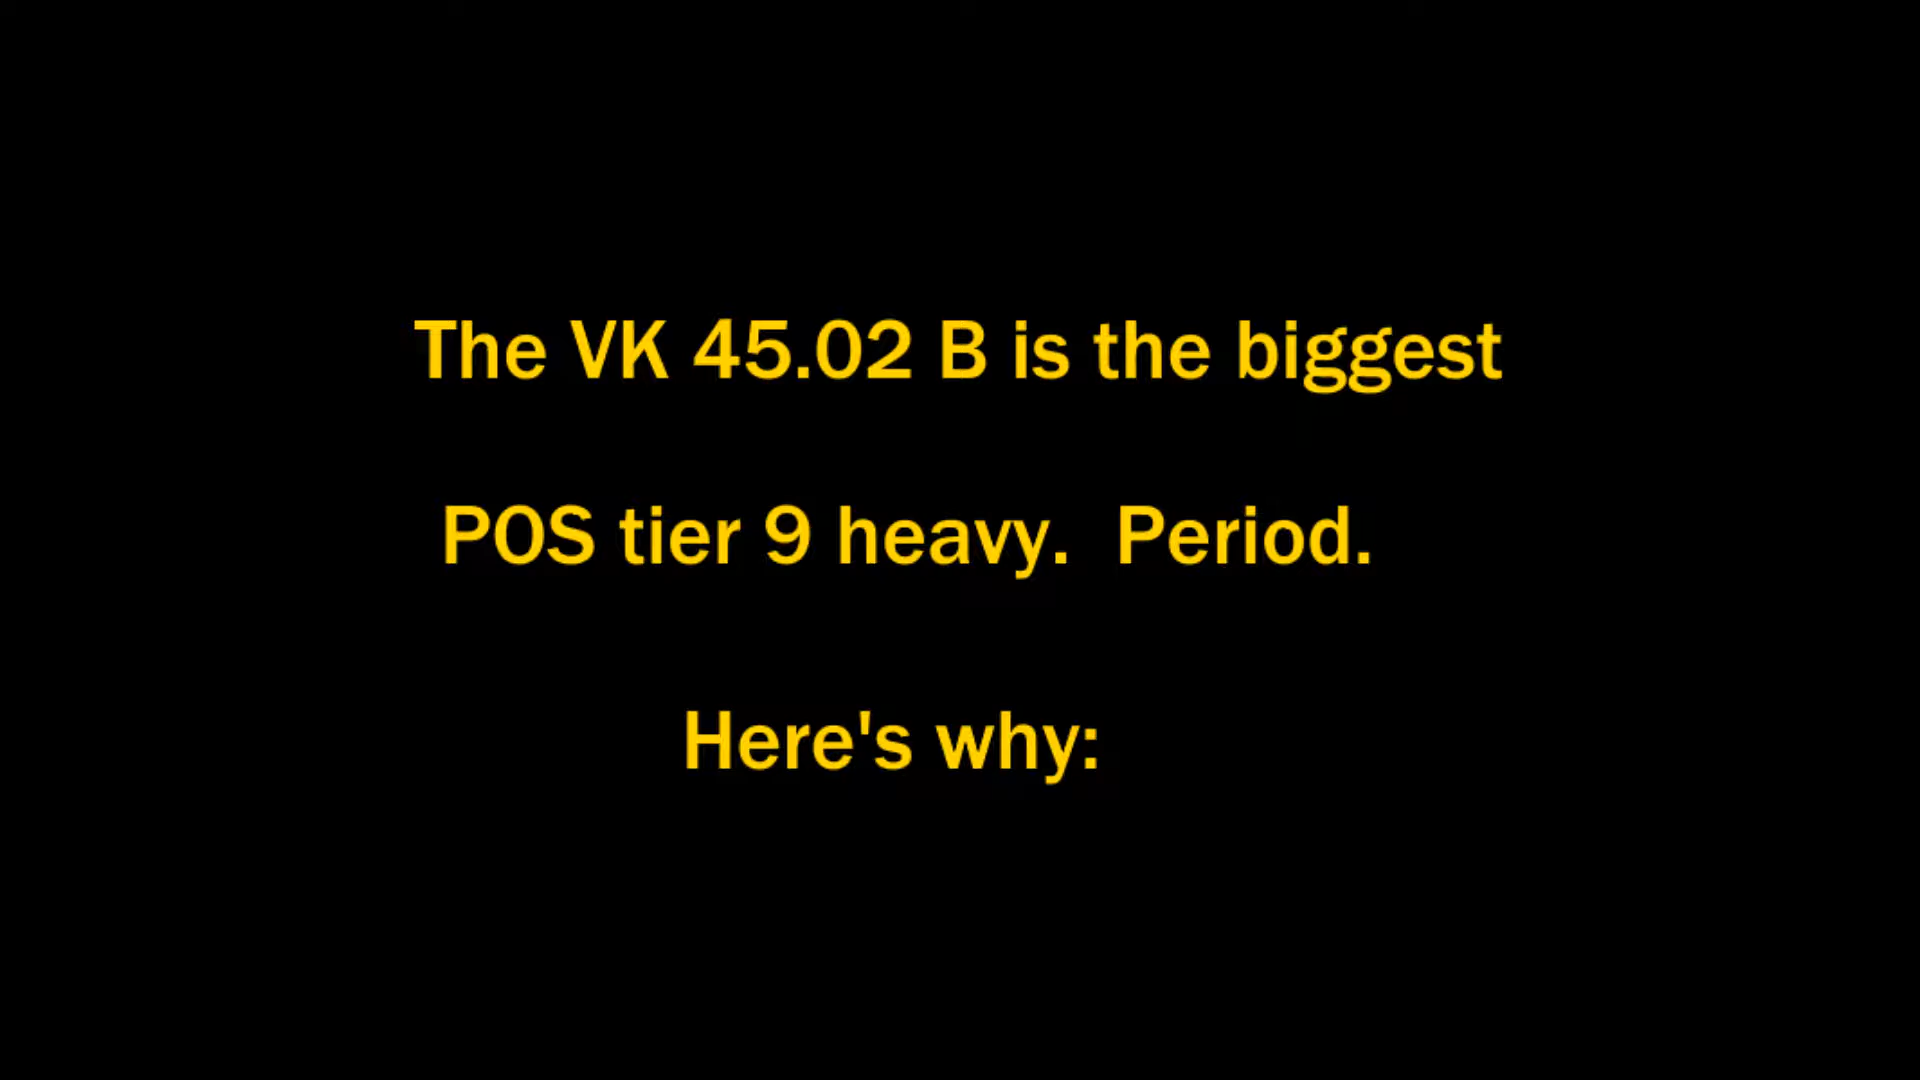 The VK 45.02 B is the biggest
POS tier 9 heavy.  Period.
Here's why: